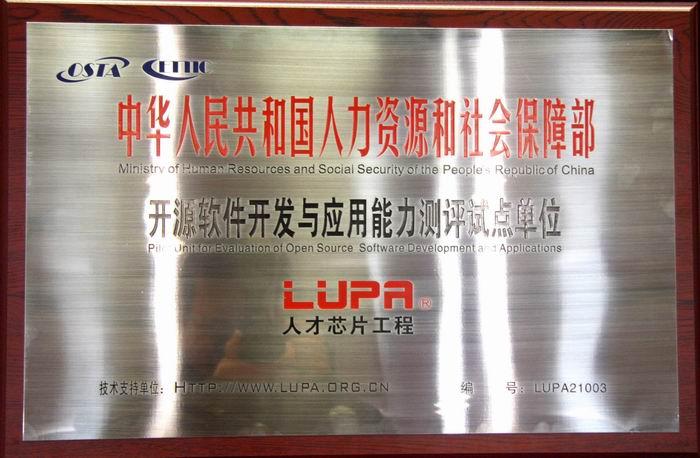 OSTA CETTIC
中华人民共和国人力资源和社会保障部
Ministry of Human Resources and Social Security of the People's Republic of China
开源软件开发与应用能力测评试点单位
Pilot Unit for Evaluation of Open Source Software Development and Applications
LUPA®
人才芯片工程
技术支持单位：HTTP://WWW.LUPA.ORG.CN 编 号：LUPA21003